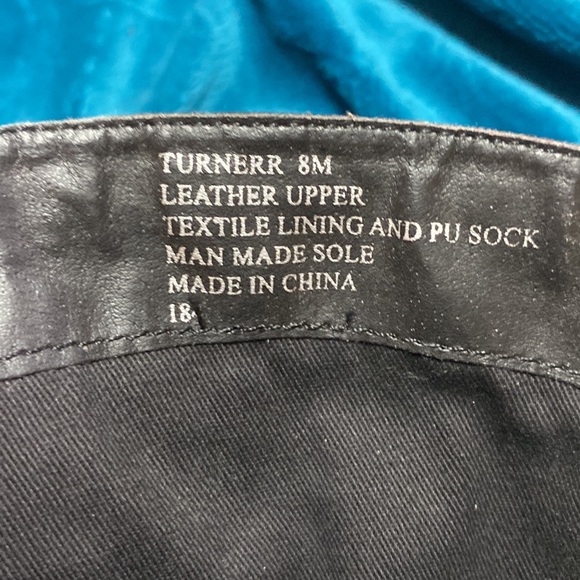 TURNERR 8M
LEATHER UPPER
TEXTILE LINING AND PU SOCK
MAN MADE SOLE
MADE IN CHINA
18